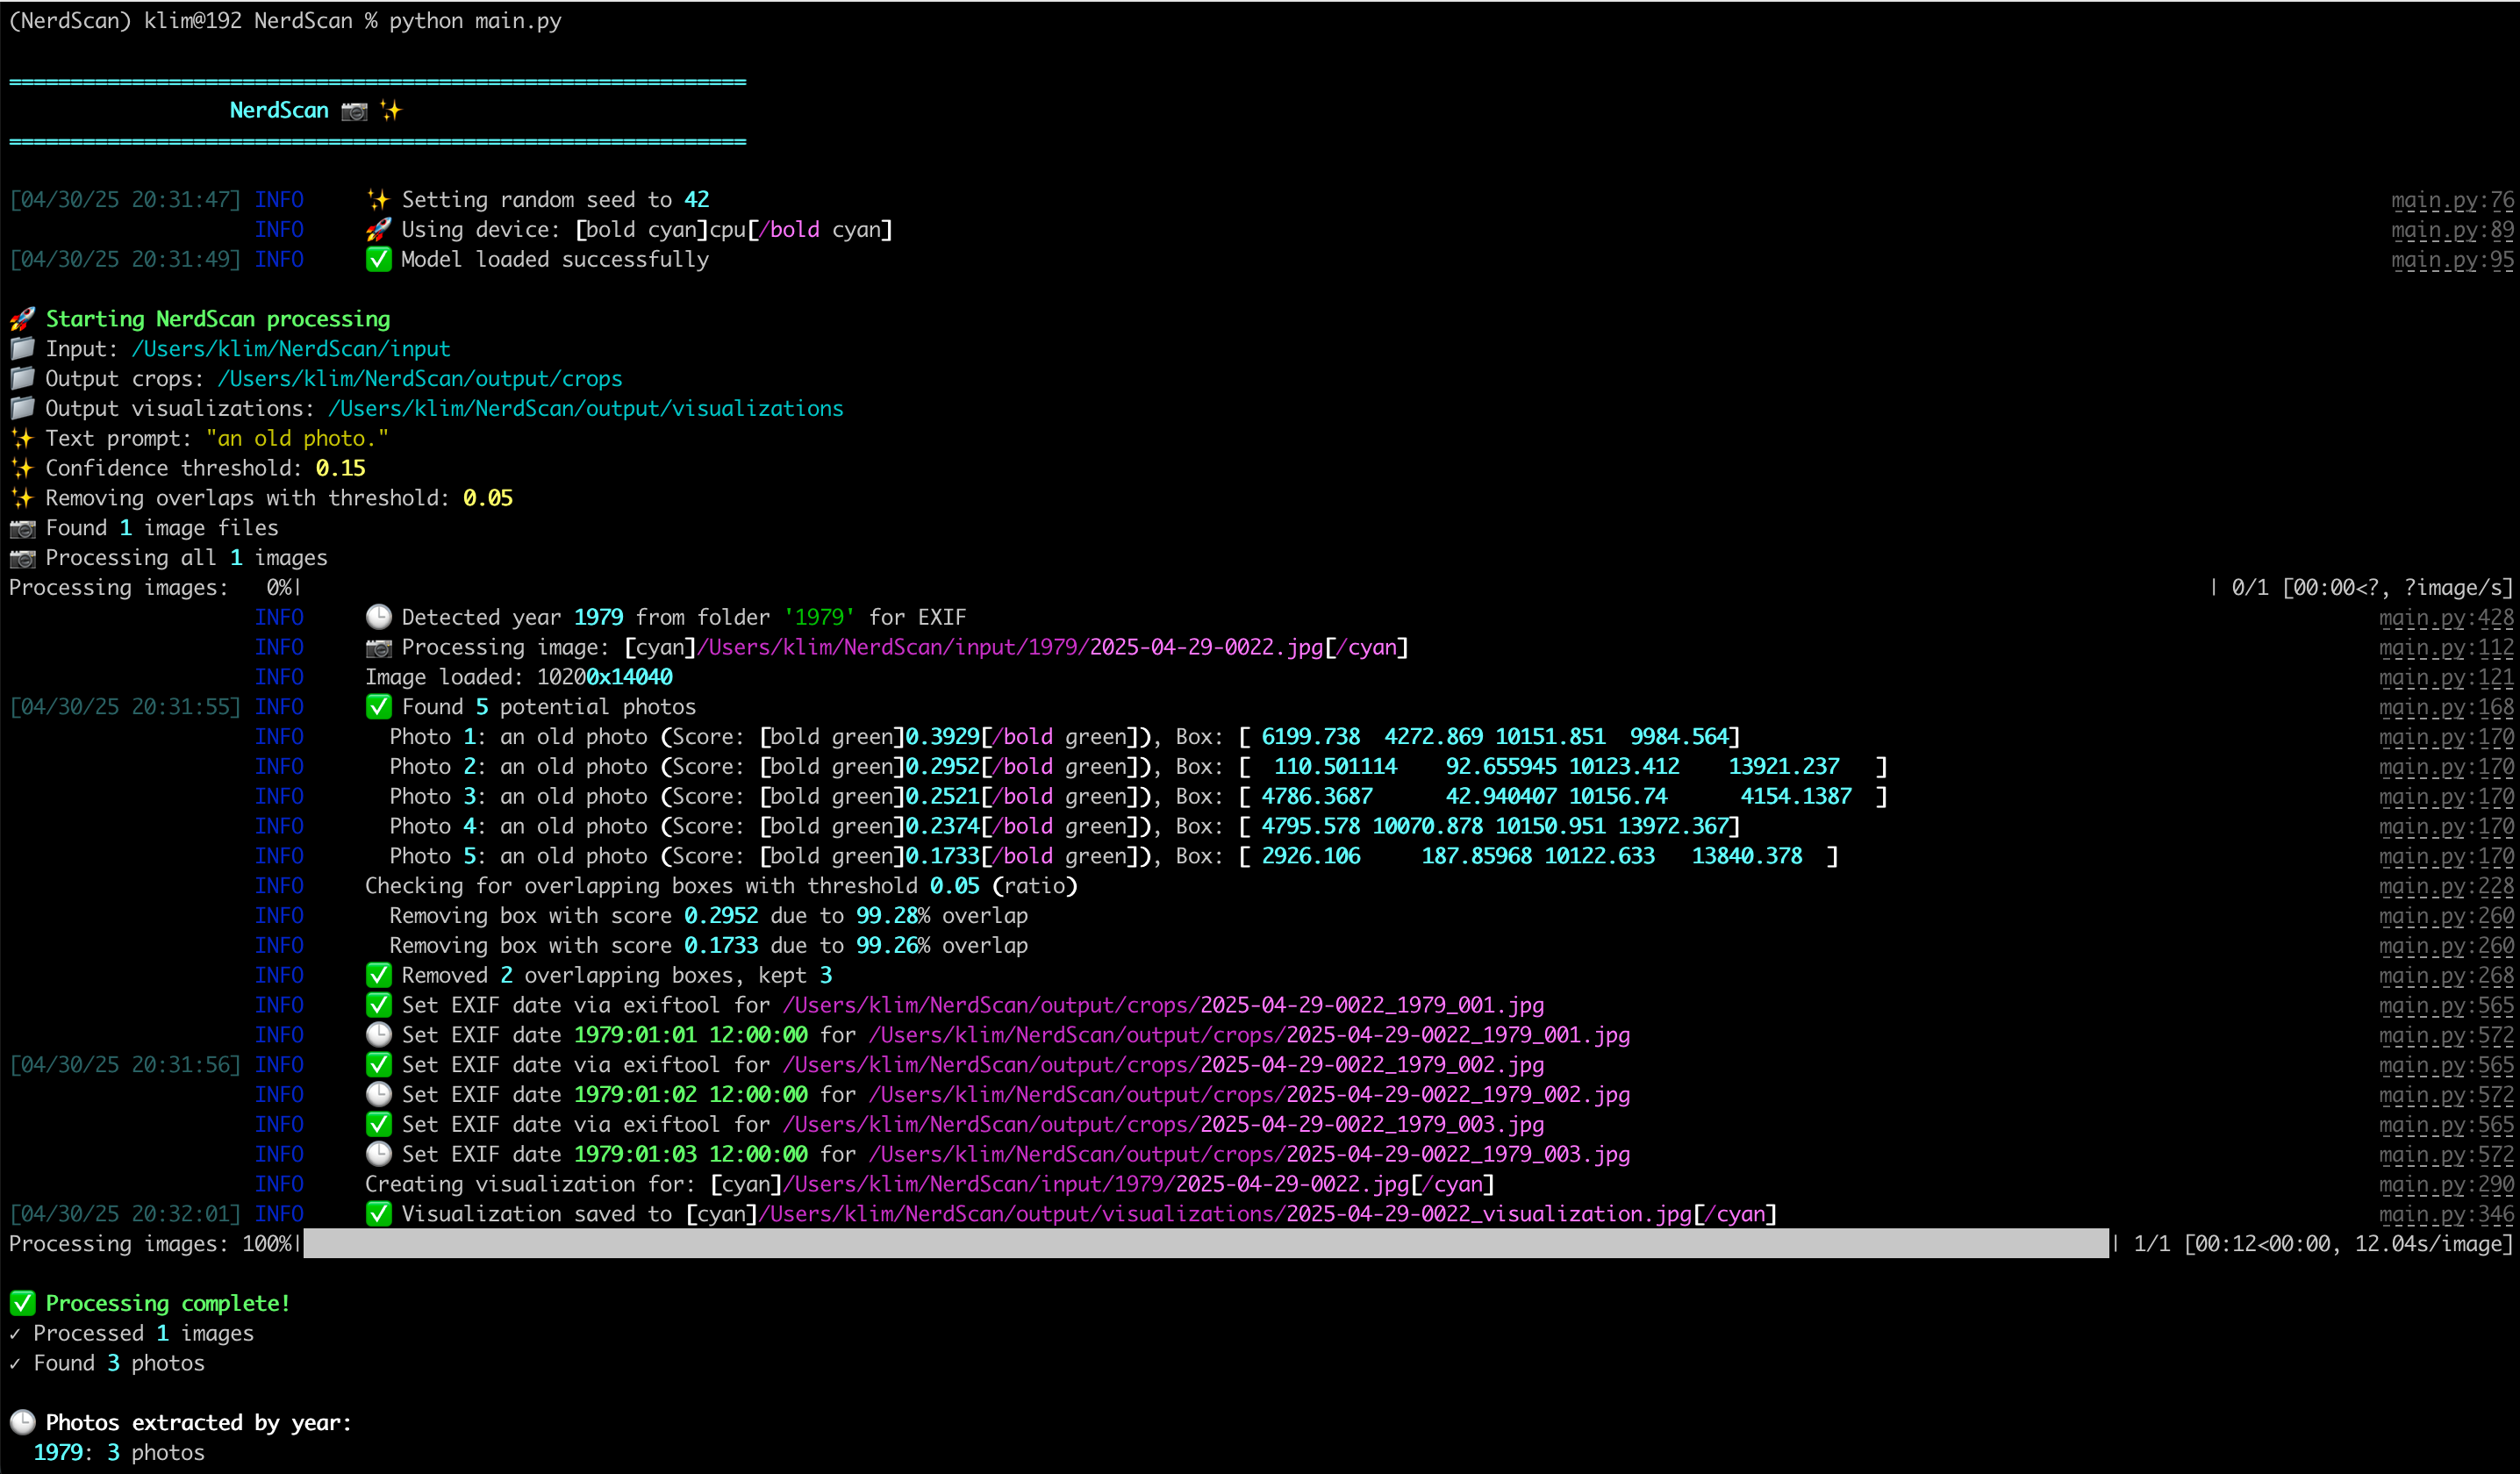 (NerdScan) klim@192 NerdScan % python main.py
============================================================
NerdScan 📷 ✨
============================================================
[04/30/25 20:31:47] INFO ✨ Setting random seed to 42 main.py:76
INFO 🚀 Using device: [bold cyan]cpu[/bold cyan] main.py:89
[04/30/25 20:31:49] INFO ✅ Model loaded successfully main.py:95
🚀 Starting NerdScan processing
📁 Input: /Users/klim/NerdScan/input
📁 Output crops: /Users/klim/NerdScan/output/crops
📁 Output visualizations: /Users/klim/NerdScan/output/visualizations
✨ Text prompt: "an old photo."
✨ Confidence threshold: 0.15
✨ Removing overlaps with threshold: 0.05
📷 Found 1 image files
📷 Processing all 1 images
Processing images: 0%| | 0/1 [00:00<?, ?image/s]
INFO 🕒 Detected year 1979 from folder '1979' for EXIF main.py:428
INFO 📷 Processing image: [cyan]/Users/klim/NerdScan/input/1979/2025-04-29-0022.jpg[/cyan] main.py:112
INFO Image loaded: 10200x14040 main.py:121
[04/30/25 20:31:55] INFO ✅ Found 5 potential photos main.py:168
INFO Photo 1: an old photo (Score: [bold green]0.3929[/bold green]), Box: [ 6199.738 4272.869 10151.851 9984.564] main.py:170
INFO Photo 2: an old photo (Score: [bold green]0.2952[/bold green]), Box: [ 110.501114 92.655945 10123.412 13921.237 ] main.py:170
INFO Photo 3: an old photo (Score: [bold green]0.2521[/bold green]), Box: [ 4786.3687 42.940407 10156.74 4154.1387 ] main.py:170
INFO Photo 4: an old photo (Score: [bold green]0.2374[/bold green]), Box: [ 4795.578 10070.878 10150.951 13972.367] main.py:170
INFO Photo 5: an old photo (Score: [bold green]0.1733[/bold green]), Box: [ 2926.106 187.85968 10122.633 13840.378 ] main.py:170
INFO Checking for overlapping boxes with threshold 0.05 (ratio) main.py:228
INFO Removing box with score 0.2952 due to 99.28% overlap main.py:260
INFO Removing box with score 0.1733 due to 99.26% overlap main.py:260
INFO ✅ Removed 2 overlapping boxes, kept 3 main.py:268
INFO ✅ Set EXIF date via exiftool for /Users/klim/NerdScan/output/crops/2025-04-29-0022_1979_001.jpg main.py:565
INFO 🕒 Set EXIF date 1979:01:01 12:00:00 for /Users/klim/NerdScan/output/crops/2025-04-29-0022_1979_001.jpg main.py:572
[04/30/25 20:31:56] INFO ✅ Set EXIF date via exiftool for /Users/klim/NerdScan/output/crops/2025-04-29-0022_1979_002.jpg main.py:565
INFO 🕒 Set EXIF date 1979:01:02 12:00:00 for /Users/klim/NerdScan/output/crops/2025-04-29-0022_1979_002.jpg main.py:572
INFO ✅ Set EXIF date via exiftool for /Users/klim/NerdScan/output/crops/2025-04-29-0022_1979_003.jpg main.py:565
INFO 🕒 Set EXIF date 1979:01:03 12:00:00 for /Users/klim/NerdScan/output/crops/2025-04-29-0022_1979_003.jpg main.py:572
INFO Creating visualization for: [cyan]/Users/klim/NerdScan/input/1979/2025-04-29-0022.jpg[/cyan] main.py:290
[04/30/25 20:32:01] INFO ✅ Visualization saved to [cyan]/Users/klim/NerdScan/output/visualizations/2025-04-29-0022_visualization.jpg[/cyan] main.py:346
Processing images: 100%| | 1/1 [00:12<00:00, 12.04s/image]
✅ Processing complete!
✓ Processed 1 images
✓ Found 3 photos
🕒 Photos extracted by year:
1979: 3 photos